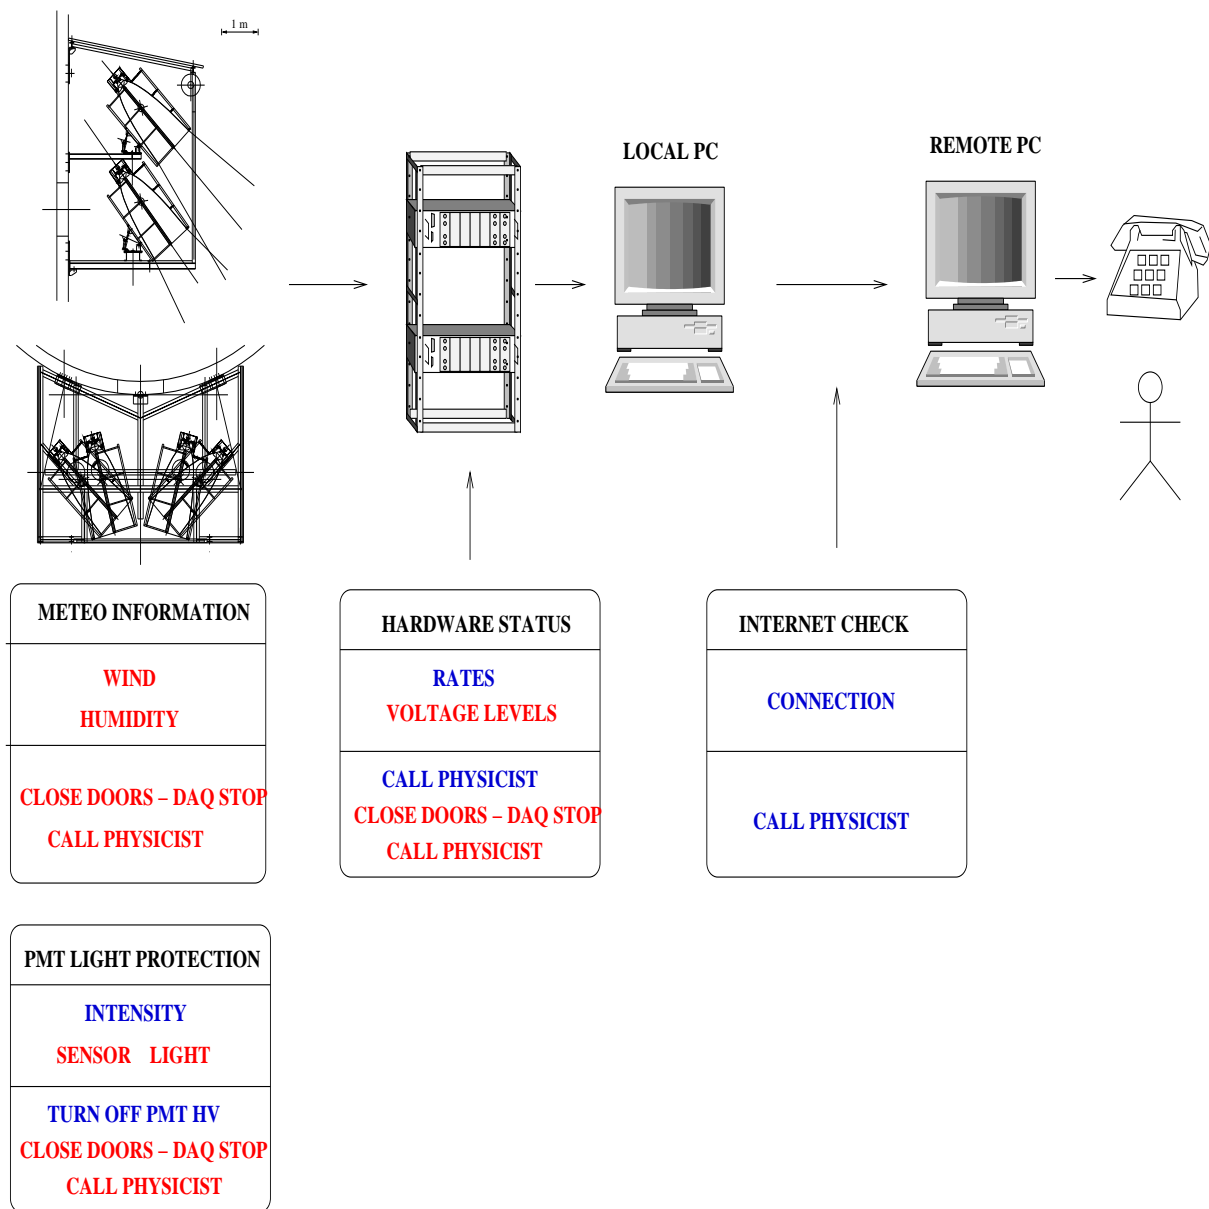 1 m
LOCAL PC
REMOTE PC
METEO INFORMATION
WIND
HUMIDITY
CLOSE DOORS – DAQ STOP
CALL PHYSICIST
HARDWARE STATUS
RATES
VOLTAGE LEVELS
CALL PHYSICIST
CLOSE DOORS – DAQ STOP
CALL PHYSICIST
INTERNET CHECK
CONNECTION
CALL PHYSICIST
PMT LIGHT PROTECTION
INTENSITY
SENSOR LIGHT
TURN OFF PMT HV
CLOSE DOORS – DAQ STOP
CALL PHYSICIST